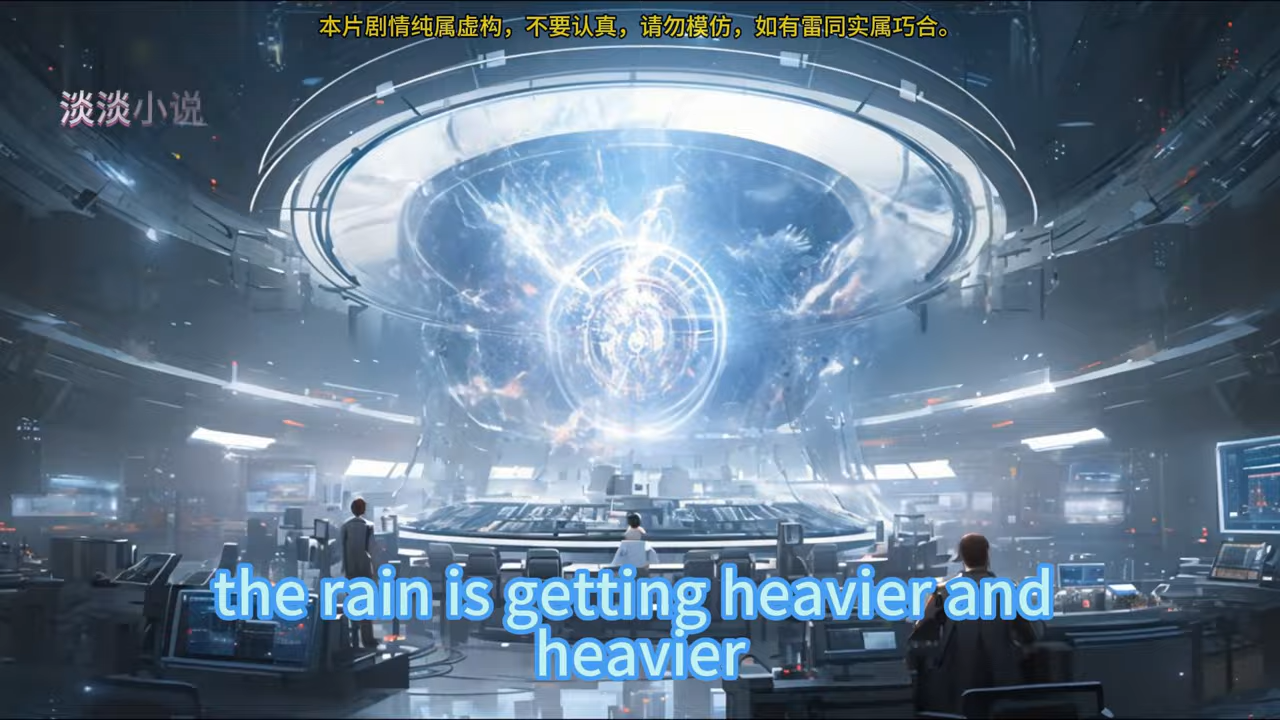 本片剧情纯属虚构，不要认真，请勿模仿，如有雷同实属巧合。
淡淡小说
the rain is getting heavier and
heavier